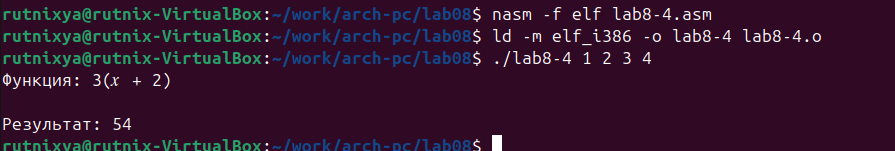 rutnixya@rutnix-VirtualBox:~/work/arch-pc/lab08$ nasm -f elf lab8-4.asm
rutnixya@rutnix-VirtualBox:~/work/arch-pc/lab08$ ld -m elf_i386 -o lab8-4 lab8-4.o
rutnixya@rutnix-VirtualBox:~/work/arch-pc/lab08$ ./lab8-4 1 2 3 4
Функция: 3(𝑥 + 2)
Результат: 54
rutnixya@rutnix-VirtualBox:~/work/arch-pc/lab08$